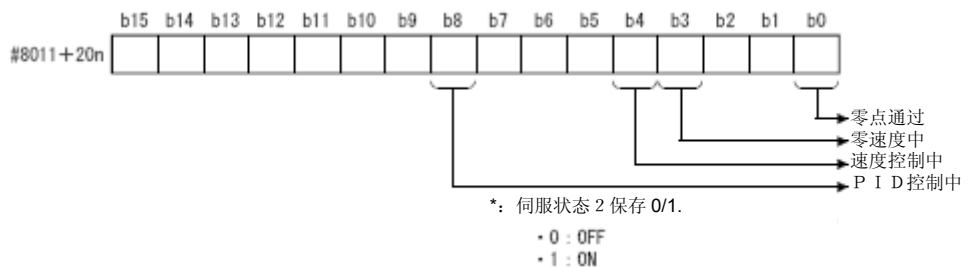 b15 b14 b13 b12 b11 b10 b9 b8 b7 b6 b5 b4 b3 b2 b1 b0
#8011＋20n
零点通过
零速度中
速度控制中
ＰＩＤ控制中
*：伺服状态２保存 0/1.
・0：OFF
・1：ON